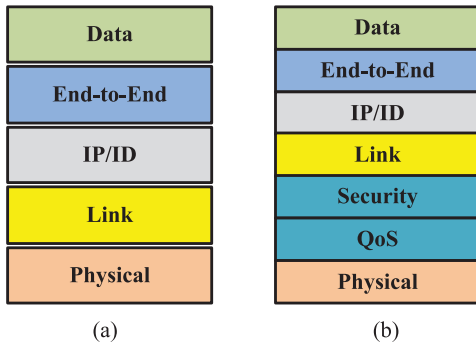 Data
End-to-End
IP/ID
Link
Physical
(a)
Data
End-to-End
IP/ID
Link
Security
QoS
Physical
(b)